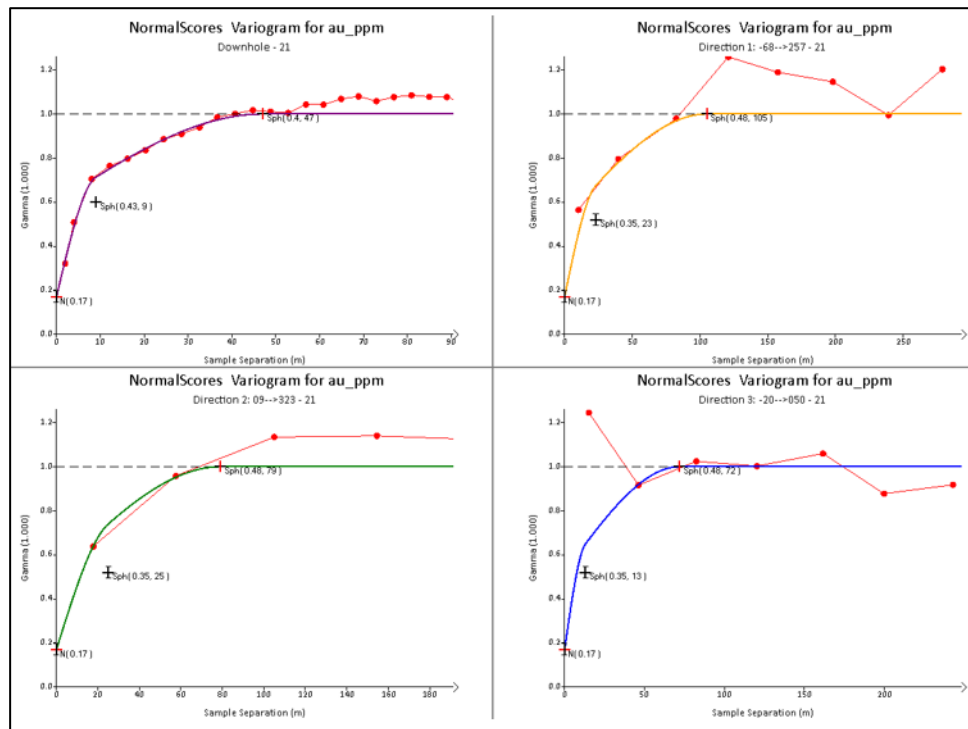 NormalScores Variogram for au_ppm
Downhole - 21
Gamma (1.000)
1.2
1.0
0.8
0.6
0.4
0.2
0.0
Sph( 0.4, 47 )
Sph( 0.43, 9 )
N( 0.17 )
0 10 20 30 40 50 60 70 80 90
Sample Separation (m)
NormalScores Variogram for au_ppm
Direction 1: -68-->257 - 21
Gamma (1.000)
1.2
1.0
0.8
0.6
0.4
0.2
0.0
Sph( 0.48, 105 )
Sph( 0.35, 23 )
N( 0.17 )
0 50 100 150 200 250
Sample Separation (m)
NormalScores Variogram for au_ppm
Direction 2: 09-->323 - 21
Gamma (1.000)
1.2
1.0
0.8
0.6
0.4
0.2
0.0
Sph( 0.48, 79 )
Sph( 0.35, 25 )
N( 0.17 )
0 20 40 60 80 100 120 140 160 180
Sample Separation (m)
NormalScores Variogram for au_ppm
Direction 3: -20-->050 - 21
Gamma (1.000)
1.2
1.0
0.8
0.6
0.4
0.2
0.0
Sph( 0.48, 72 )
Sph( 0.35, 13 )
N( 0.17 )
0 50 100 150 200
Sample Separation (m)